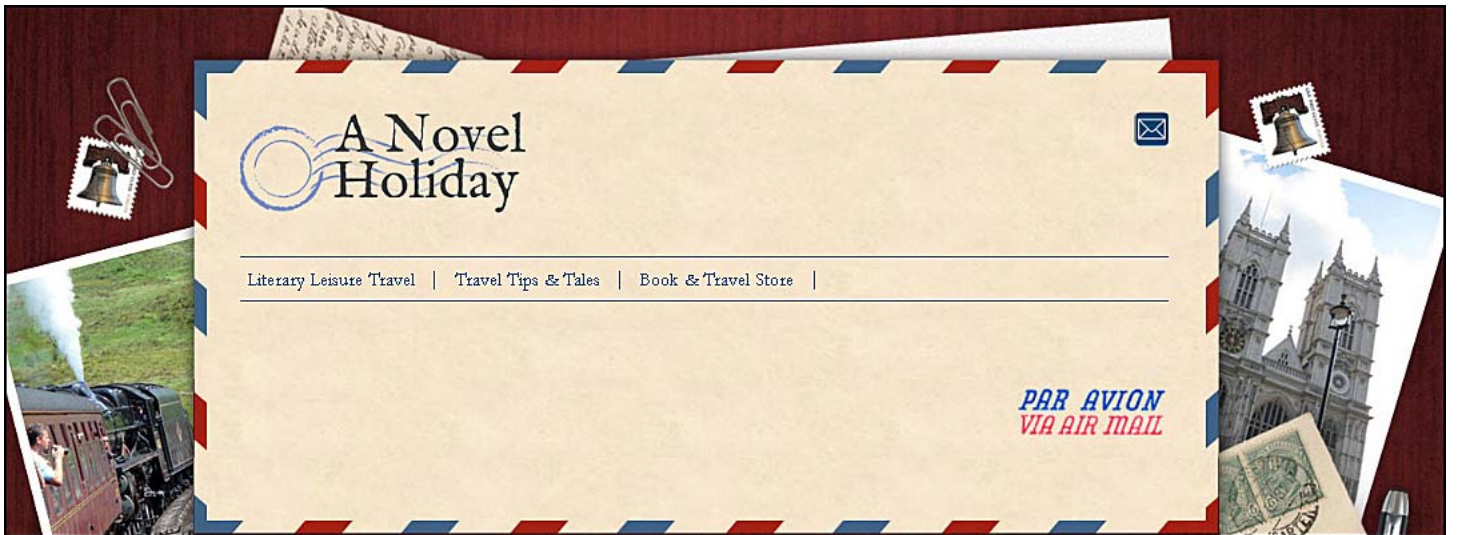 A Novel
Holiday
Literary Leisure Travel | Travel Tips & Tales | Book & Travel Store |
PAR AVION
VIA AIR MAIL